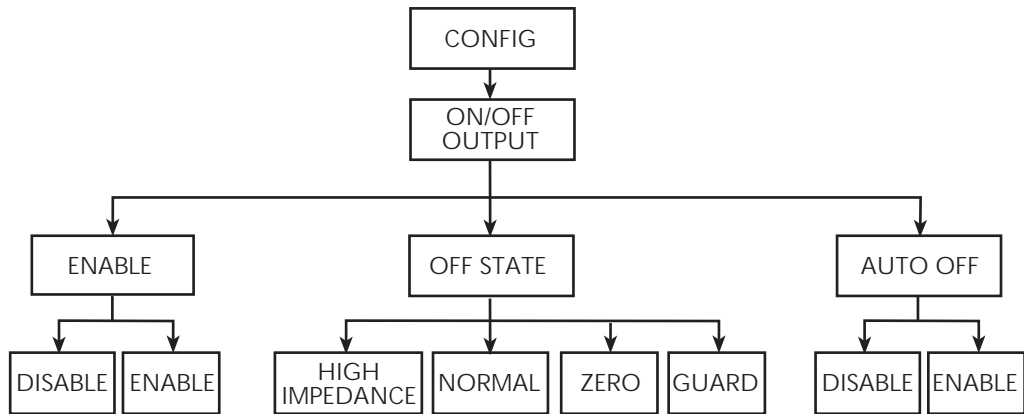 CONFIG
ON/OFF
OUTPUT
ENABLE
OFF STATE
AUTO OFF
DISABLE
ENABLE
HIGH
IMPEDANCE
NORMAL
ZERO
GUARD
DISABLE
ENABLE